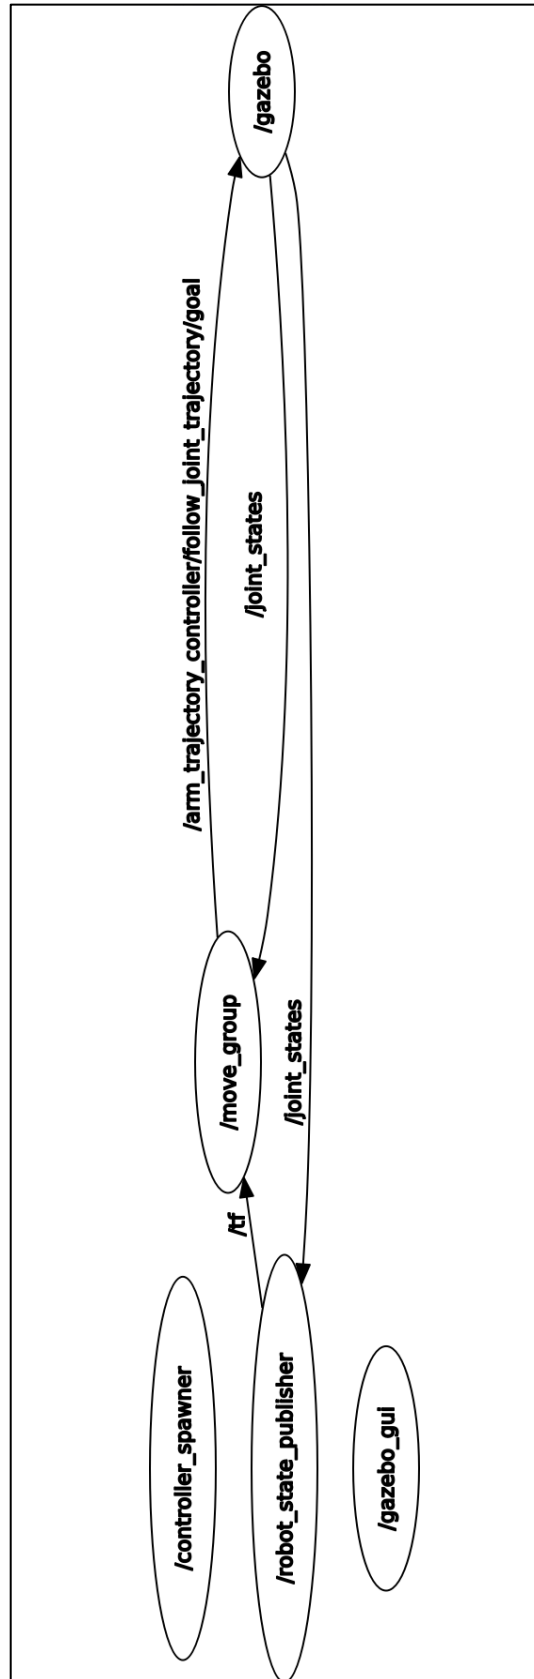 /controller_spawner
/robot_state_publisher
/gazebo_gui
/tf
/move_group
/joint_states
/arm_trajectory_controller/follow_joint_trajectory/goal
/joint_states
/gazebo